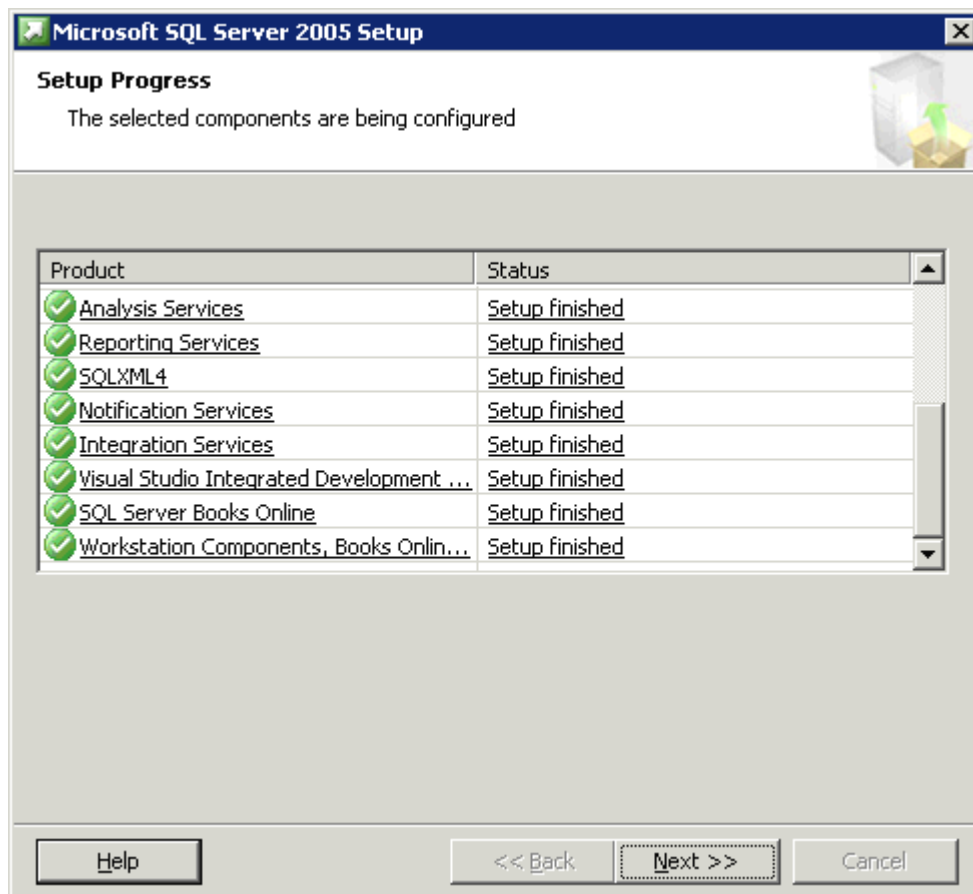 Microsoft SQL Server 2005 Setup
Setup Progress
The selected components are being configured
Product Status
Analysis Services Setup finished
Reporting Services Setup finished
SQLXML4 Setup finished
Notification Services Setup finished
Integration Services Setup finished
Visual Studio Integrated Development ... Setup finished
SQL Server Books Online Setup finished
Workstation Components, Books Onlin... Setup finished
Help << Back Next >> Cancel